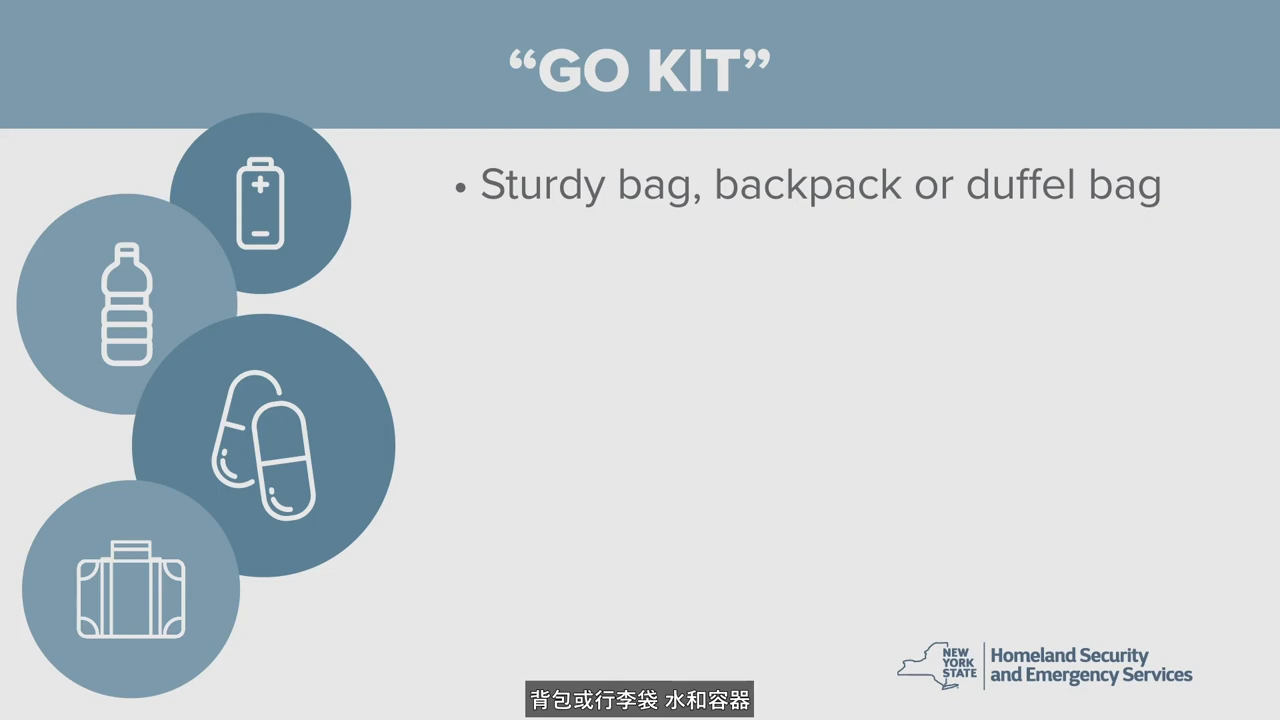 “GO KIT”
• Sturdy bag, backpack or duffel bag
NEW
YORK
STATE
Homeland Security
and Emergency Services
背包或行李袋 水和容器